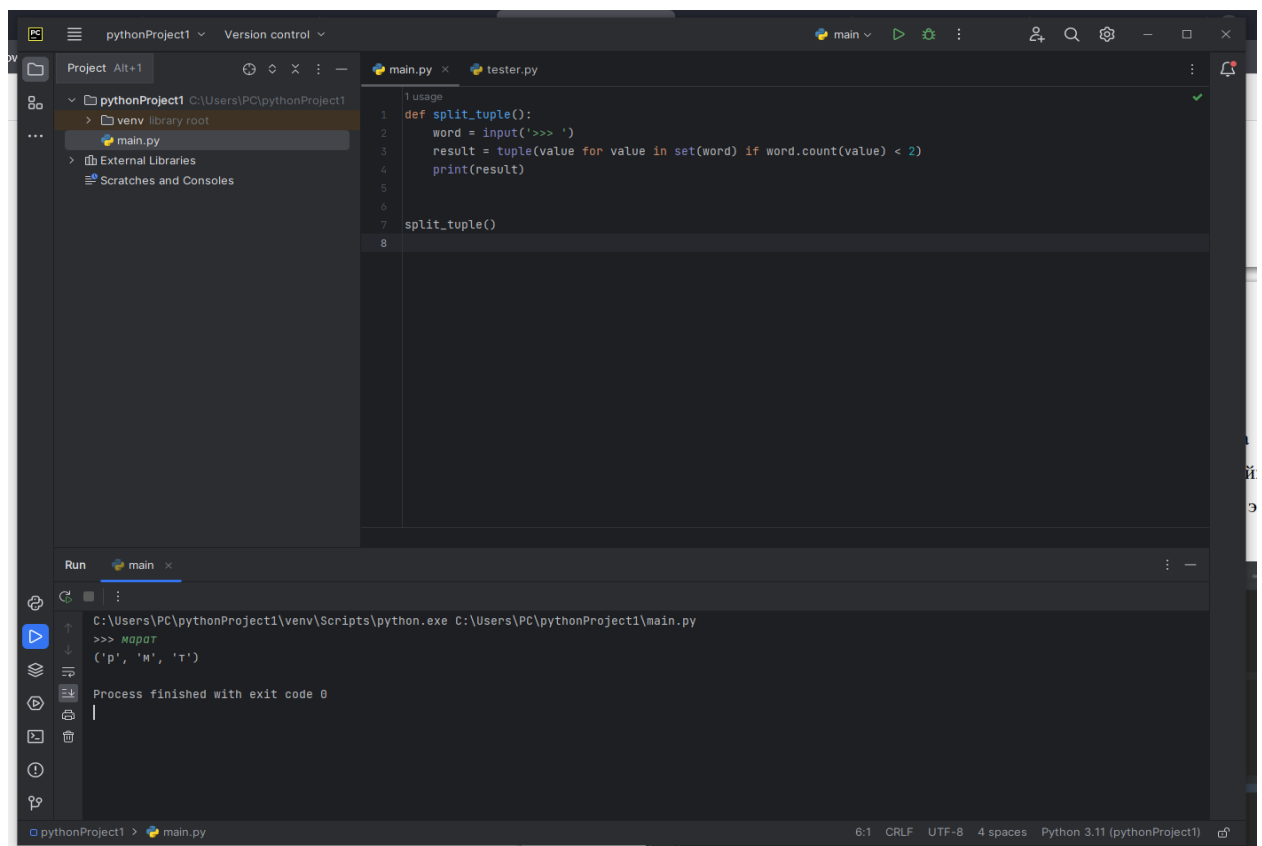 PC
pythonProject1
Version control
main
Project Alt+1
main.py
tester.py
pythonProject1 C:\Users\PC\pythonProject1
venv library root
main.py
External Libraries
Scratches and Consoles
1 usage
1 def split_tuple():
2 word = input('>>> ')
3 result = tuple(value for value in set(word) if word.count(value) < 2)
4 print(result)
5
6
7 split_tuple()
8
Run
main
C:\Users\PC\pythonProject1\venv\Scripts\python.exe C:\Users\PC\pythonProject1\main.py
>>> марат
('р', 'м', 'т')
Process finished with exit code 0
pythonProject1 > main.py
6:1 CRLF UTF-8 4 spaces Python 3.11 (pythonProject1)